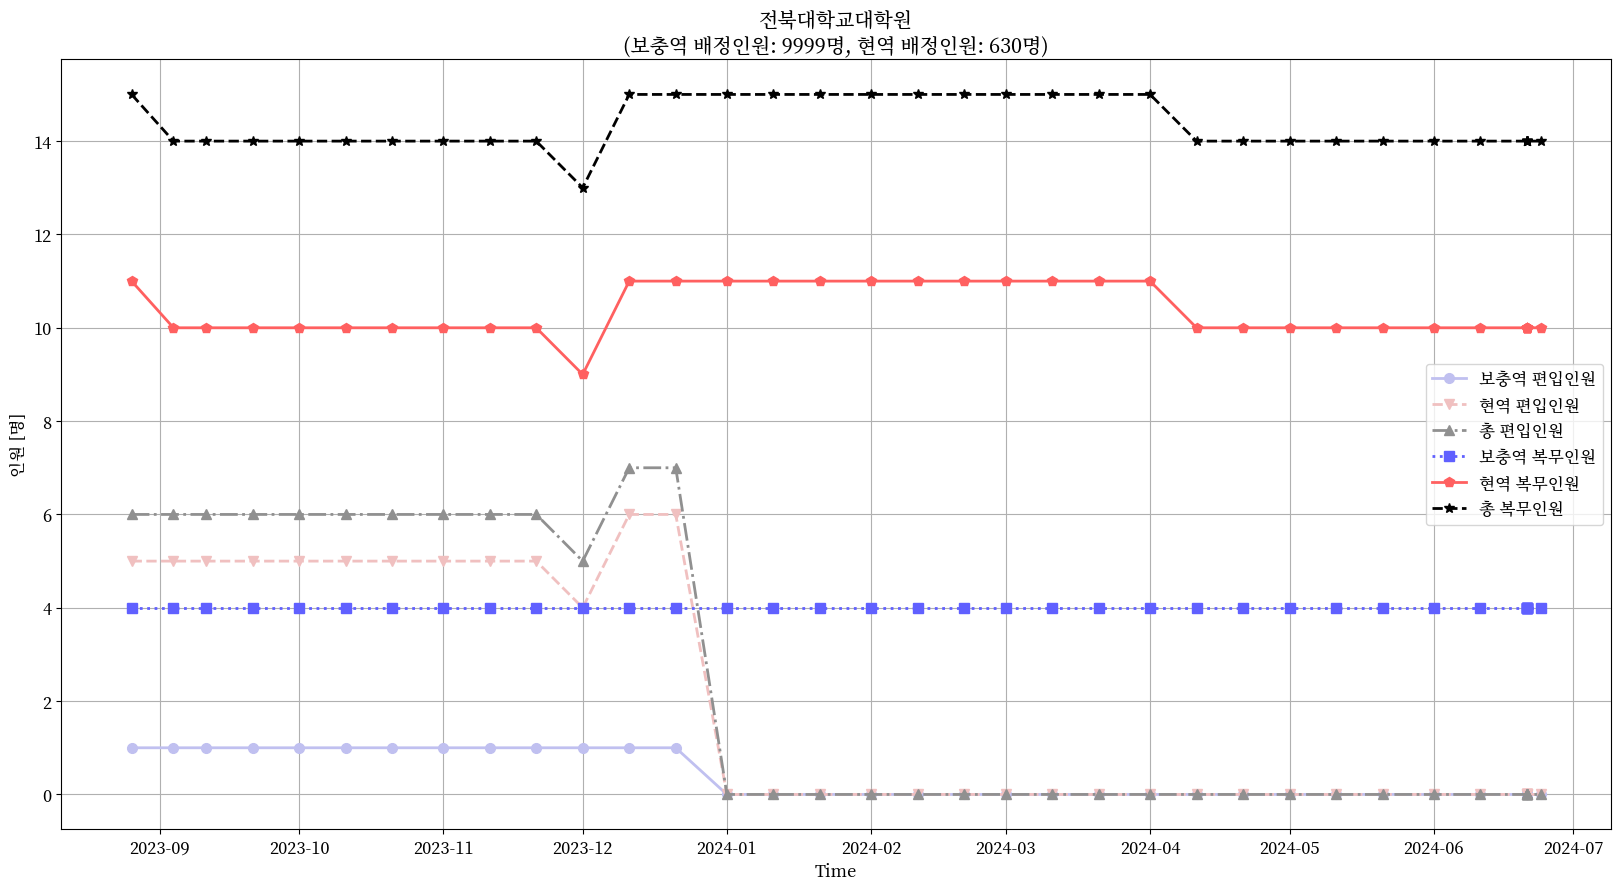 전북대학교대학원
(보충역 배정인원: 9999명, 현역 배정인원: 630명)
인원 [명]
14
12
10
8
6
4
2
0
보충역 편입인원
현역 편입인원
총 편입인원
보충역 복무인원
현역 복무인원
총 복무인원
2023-09
2023-10
2023-11
2023-12
2024-01
2024-02
2024-03
2024-04
2024-05
2024-06
2024-07
Time